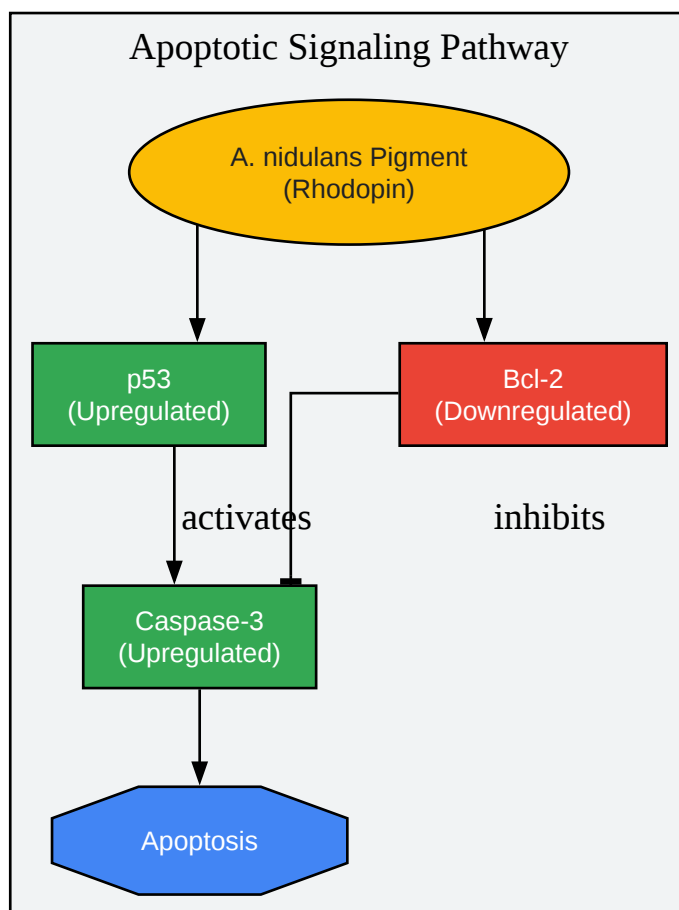 Apoptotic Signaling Pathway
A. nidulans Pigment
(Rhodopin)
p53
(Upregulated)
Bcl-2
(Downregulated)
activates
inhibits
Caspase-3
(Upregulated)
Apoptosis